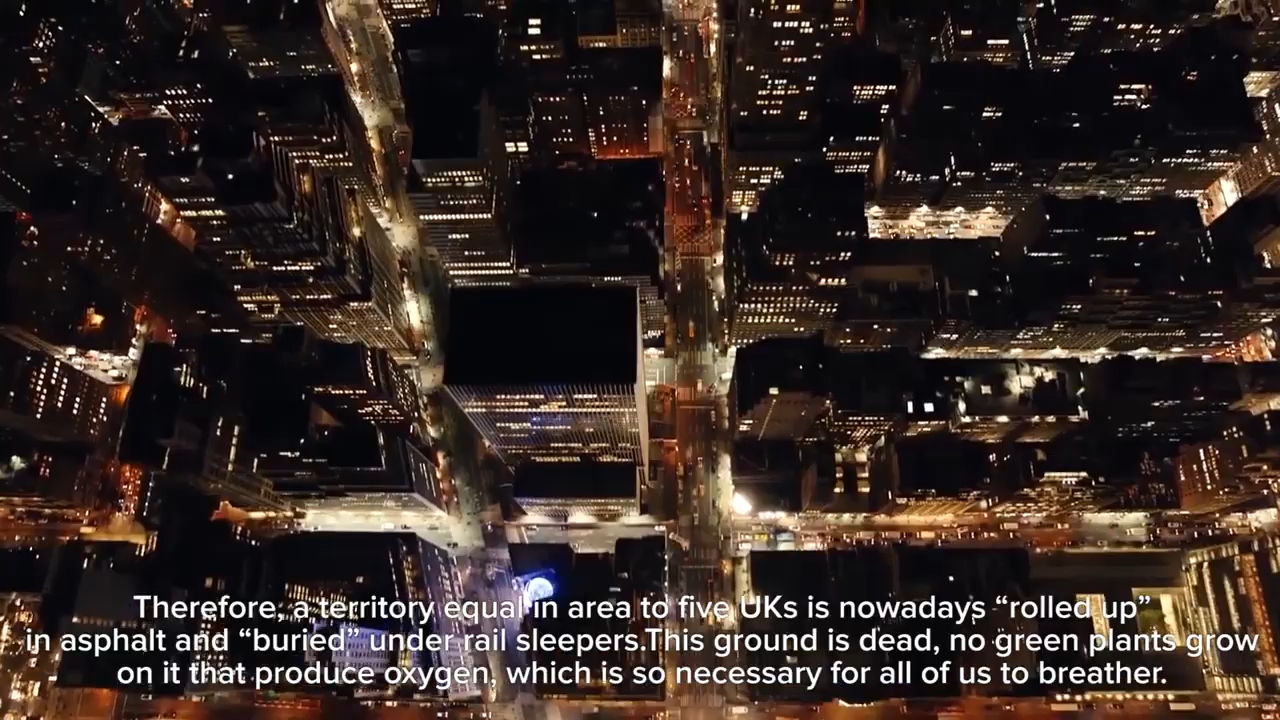 Therefore, a territory equal in area to five UKs is nowadays “rolled up”
in asphalt and “buried” under rail sleepers.This ground is dead, no green plants grow
on it that produce oxygen, which is so necessary for all of us to breather.